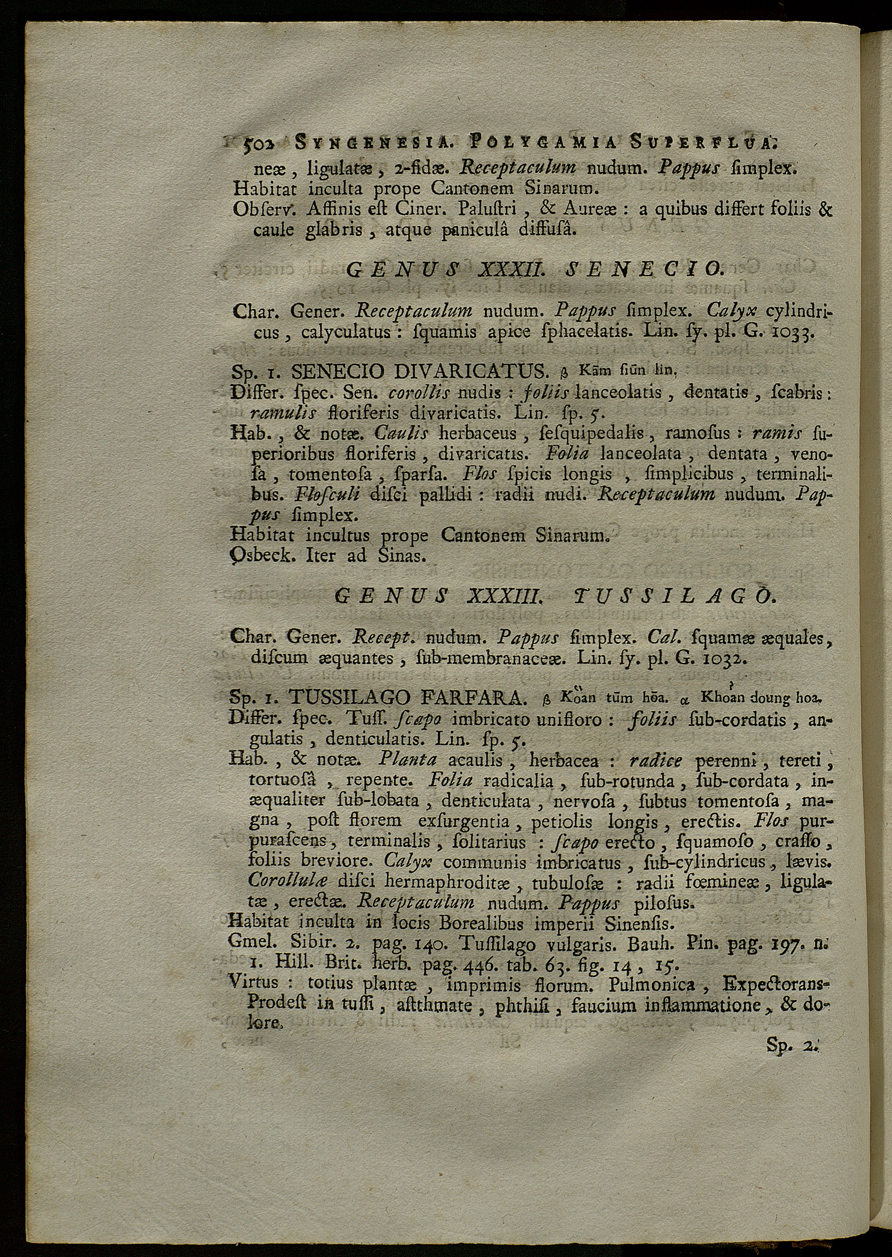 502 SYNGENESIA. POLYGAMIA SUPERFLUA.
neæ , ligulatæ , 2-fidæ. Receptaculum nudum. Pappus ſimplex.
Habitat inculta prope Cantonem Sinarum.
Obſerv. Affinis eſt Ciner. Paluſtri , & Aureæ : a quibus differt foliis &
caule glabris , atque paniculâ diffuſâ.
GENUS XXXII. SENECIO.
Char. Gener. Receptaculum nudum. Pappus ſimplex. Calyx cylindri-
cus , calyculatus : ſquamis apice ſphacelatis. Lin. ſy. pl. G. 1033.
Sp. 1. SENECIO DIVARICATUS. β Kām ſiūn lin.
Differ. ſpec. Sen. corollis nudis : foliis lanceolatis , dentatis , ſcabris :
ramulis floriferis divaricatis. Lin. ſp. 5.
Hab. , & notæ. Caulis herbaceus , ſeſquipedalis , ramoſus : ramis ſu-
perioribus floriferis , divaricatis. Folia lanceolata , dentata , veno-
ſa , tomentoſa , ſparſa. Flos ſpicis longis , ſimplicibus , terminali-
bus. Floſculi diſci pallidi : radii nudi. Receptaculum nudum. Pap-
pus ſimplex.
Habitat incultus prope Cantonem Sinarum.
Osbeck. Iter ad Sinas.
GENUS XXXIII. TUSSILAGO.
Char. Gener. Recept. nudum. Pappus ſimplex. Cal. ſquamæ æquales,
diſcum æquantes , ſub-membranaceæ. Lin. ſy. pl. G. 1032.
Sp. 1. TUSSILAGO FARFARA. β Koàn tūm hōa. α Khoản doung hoa.
Differ. ſpec. Tuſſ. ſcapo imbricato unifloro : foliis ſub-cordatis , an-
gulatis , denticulatis. Lin. ſp. 5.
Hab. , & notæ. Planta acaulis , herbacea : radice perenni , tereti ,
tortuoſâ , repente. Folia radicalia , ſub-rotunda , ſub-cordata , in-
æqualiter ſub-lobata , denticulata , nervoſa , ſubtus tomentoſa , ma-
gna , poſt florem exſurgentia , petiolis longis , erectis. Flos pur-
puraſcens , terminalis , ſolitarius : ſcapo erecto , ſquamoſo , craſſo ,
foliis breviore. Calyx communis imbricatus , ſub-cylindricus , lævis.
Corollulæ diſci hermaphroditæ , tubuloſæ : radii fœmineæ , ligula-
tæ , erectæ. Receptaculum nudum. Pappus piloſus.
Habitat inculta in locis Borealibus imperii Sinenſis.
Gmel. Sibir. 2. pag. 140. Tuſſilago vulgaris. Bauh. Pin. pag. 197. n.
1. Hill. Brit. herb. pag. 446. tab. 63. fig. 14 , 15.
Virtus : totius plantæ , imprimis florum. Pulmonica , Expectorans-
Prodeſt in tuſſi , aſtthmate , phthiſi , faucium inflammatione , & do-
lore.
Sp. 2.